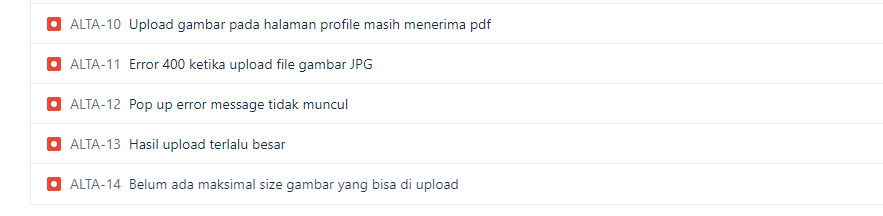 ALTA-10 Upload gambar pada halaman profile masih menerima pdf
ALTA-11 Error 400 ketika upload file gambar JPG
ALTA-12 Pop up error message tidak muncul
ALTA-13 Hasil upload terlalu besar
ALTA-14 Belum ada maksimal size gambar yang bisa di upload